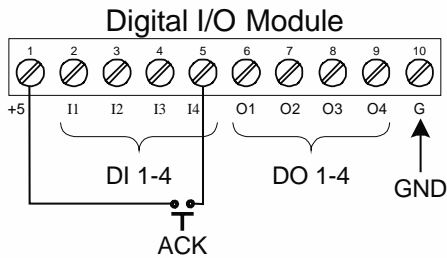 Digital I/O Module
1 2 3 4 5 6 7 8 9 10
+5 I1 I2 I3 I4 O1 O2 O3 O4 G
DI 1-4 DO 1-4 GND
ACK